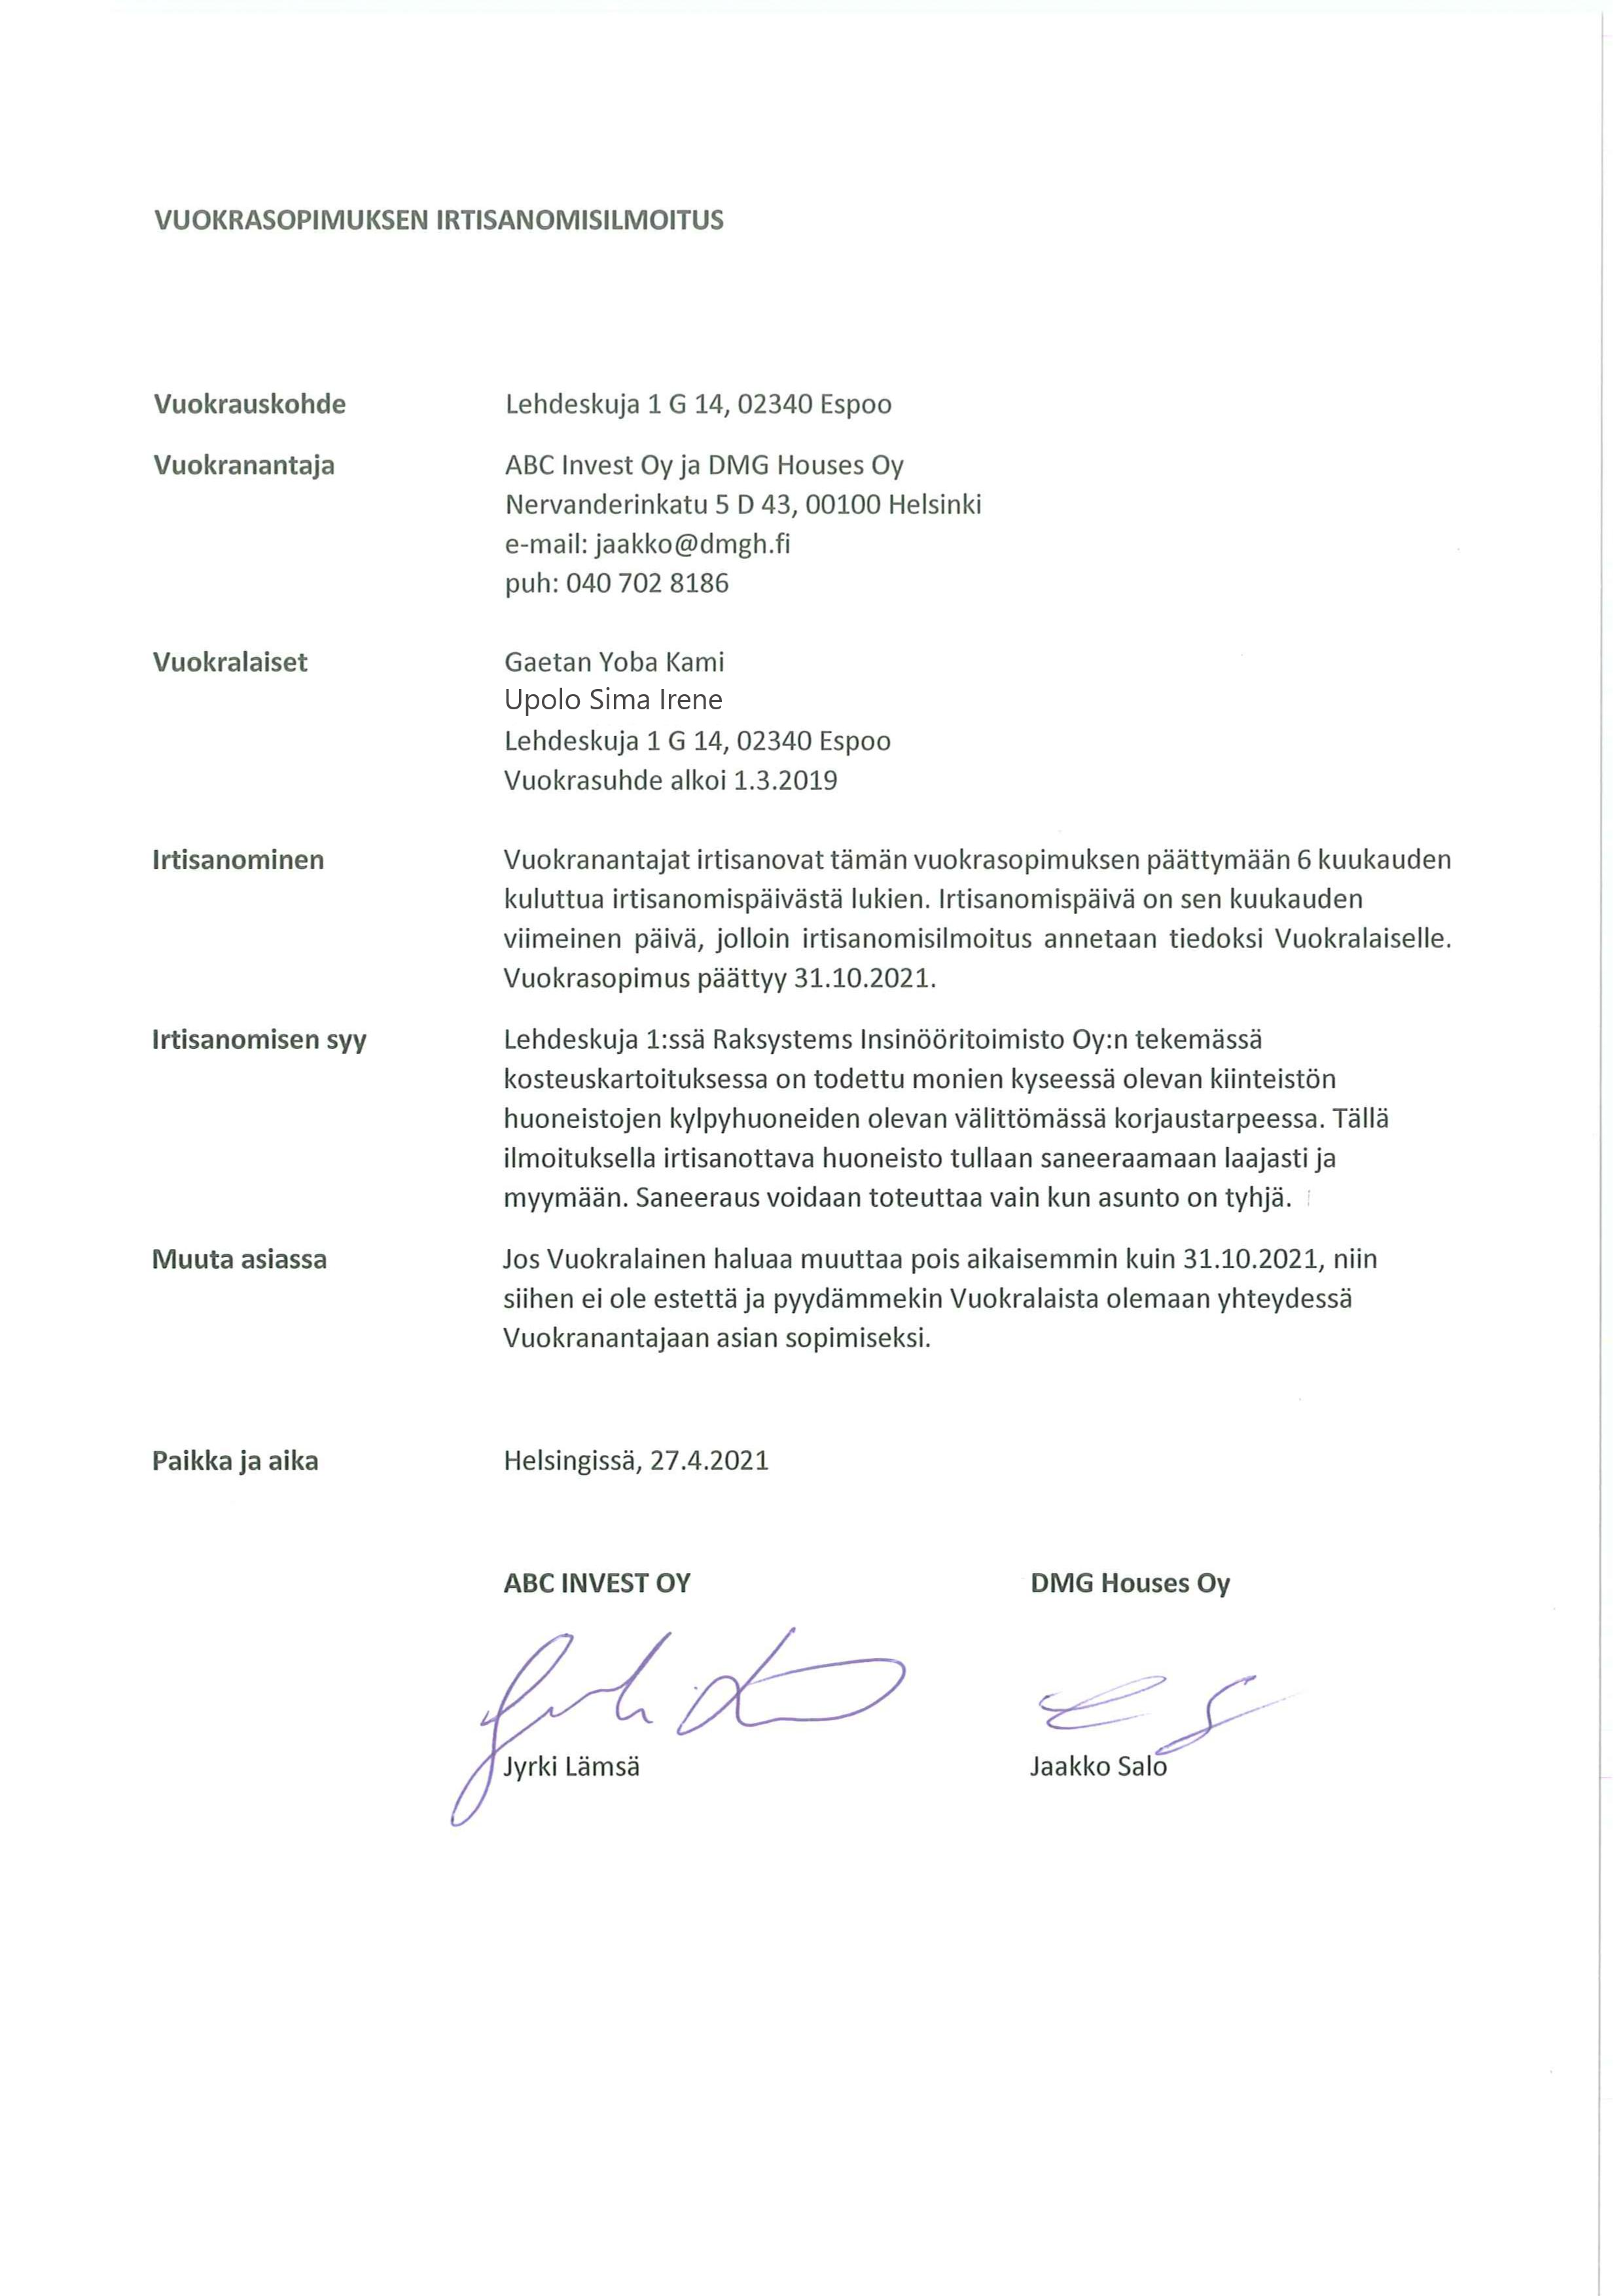 VUOKRASOPIMUKSEN IRTISANOMISILMOITUS
Vuokrauskohde Lehdeskuja 1 G 14, 02340 Espoo
Vuokranantaja ABC Invest Oy ja DMG Houses Oy
Nervanderinkatu 5 D 43, 00100 Helsinki
e-mail: jaakko@dmgh.fi
puh: 040 702 8186
Vuokralaiset Gaetan Yoba Kami
Upolo Sima Irene
Lehdeskuja 1 G 14, 02340 Espoo
Vuokrasuhde alkoi 1.3.2019
Irtisanominen Vuokranantajat irtisanovat tämän vuokrasopimuksen päättymään 6 kuukauden
kuluttua irtisanomispäivästä lukien. Irtisanomispäivä on sen kuukauden
viimeinen päivä, jolloin irtisanomisilmoitus annetaan tiedoksi Vuokralaiselle.
Vuokrasopimus päättyy 31.10.2021.
Irtisanomisen syy Lehdeskuja 1:ssä Raksystems Insinööritoimisto Oy:n tekemässä
kosteuskartoituksessa on todettu monien kyseessä olevan kiinteistön
huoneistojen kylpyhuoneiden olevan välittömässä korjaustarpeessa. Tällä
ilmoituksella irtisanottava huoneisto tullaan saneeraamaan laajasti ja
myymään. Saneeraus voidaan toteuttaa vain kun asunto on tyhjä.
Muuta asiassa Jos Vuokralainen haluaa muuttaa pois aikaisemmin kuin 31.10.2021, niin
siihen ei ole estettä ja pyydämmekin Vuokralaista olemaan yhteydessä
Vuokranantajaan asian sopimiseksi.
Paikka ja aika Helsingissä, 27.4.2021
ABC INVEST OY DMG Houses Oy
Jyrki Lämsä Jaakko Salo